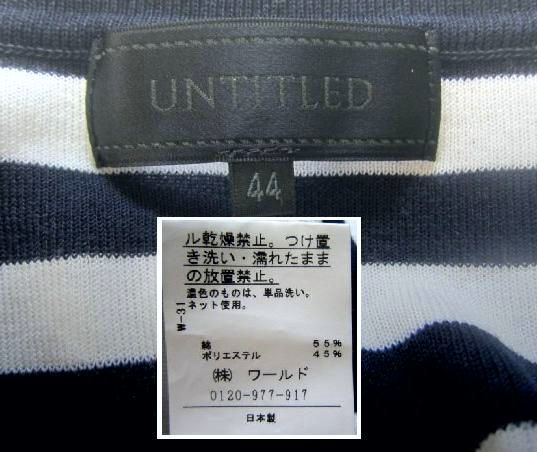 UNTITLED
44
ル乾燥禁止。つけ置
き洗い・濡れたまま
の放置禁止。
濃色のものは、単品洗い。
ネット使用。
W-31
綿 55%
ポリエステル 45%
㈱ ワールド
0120-977-917
日本製